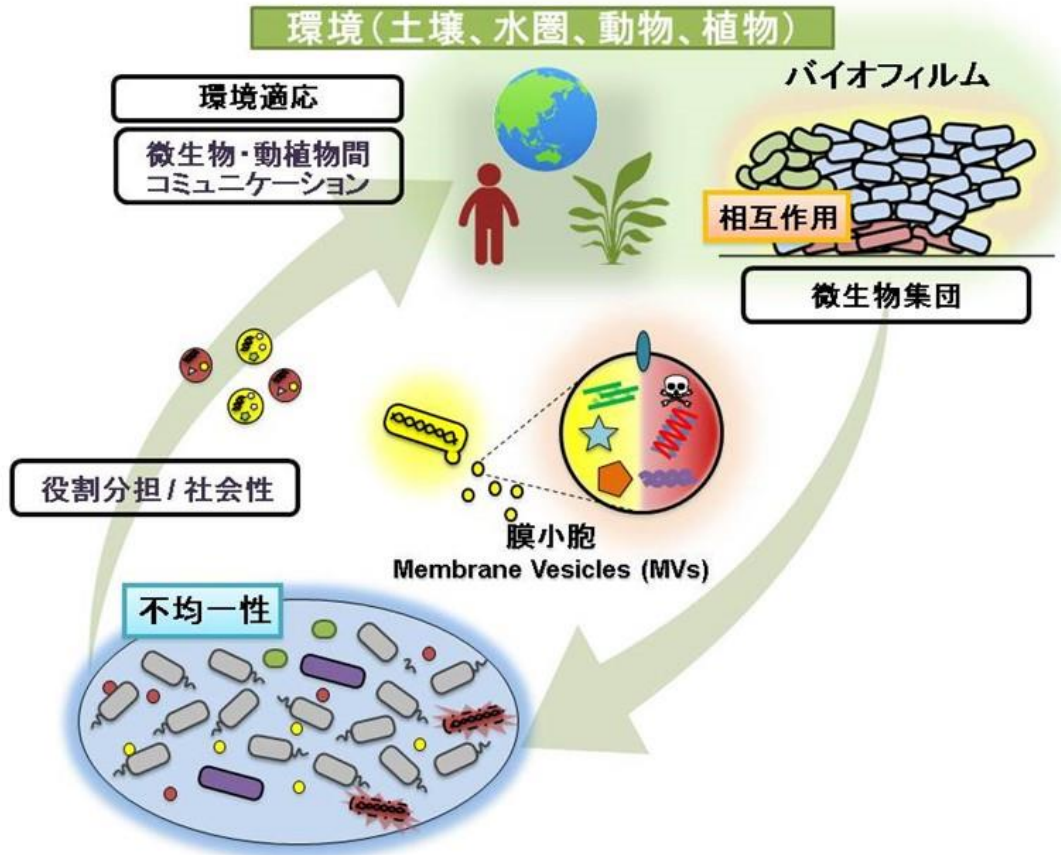 環境(土壌、水圏、動物、植物)
環境適応
微生物・動植物間
コミュニケーション
バイオフィルム
相互作用
微生物集団
役割分担 / 社会性
膜小胞
Membrane Vesicles (MVs)
不均一性